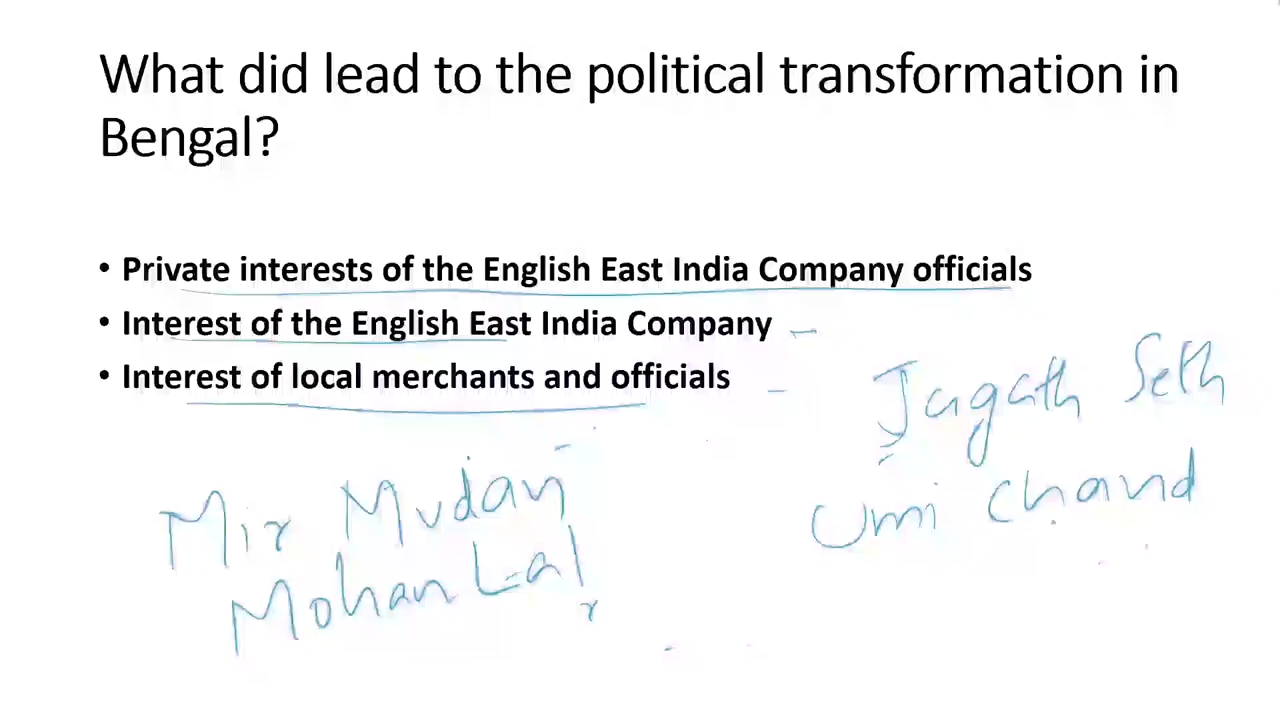 What did lead to the political transformation in
Bengal?
• Private interests of the English East India Company officials
• Interest of the English East India Company
• Interest of local merchants and officials
Jagath Seth
Umi Chand
Mir Mudan
Mohan Lal